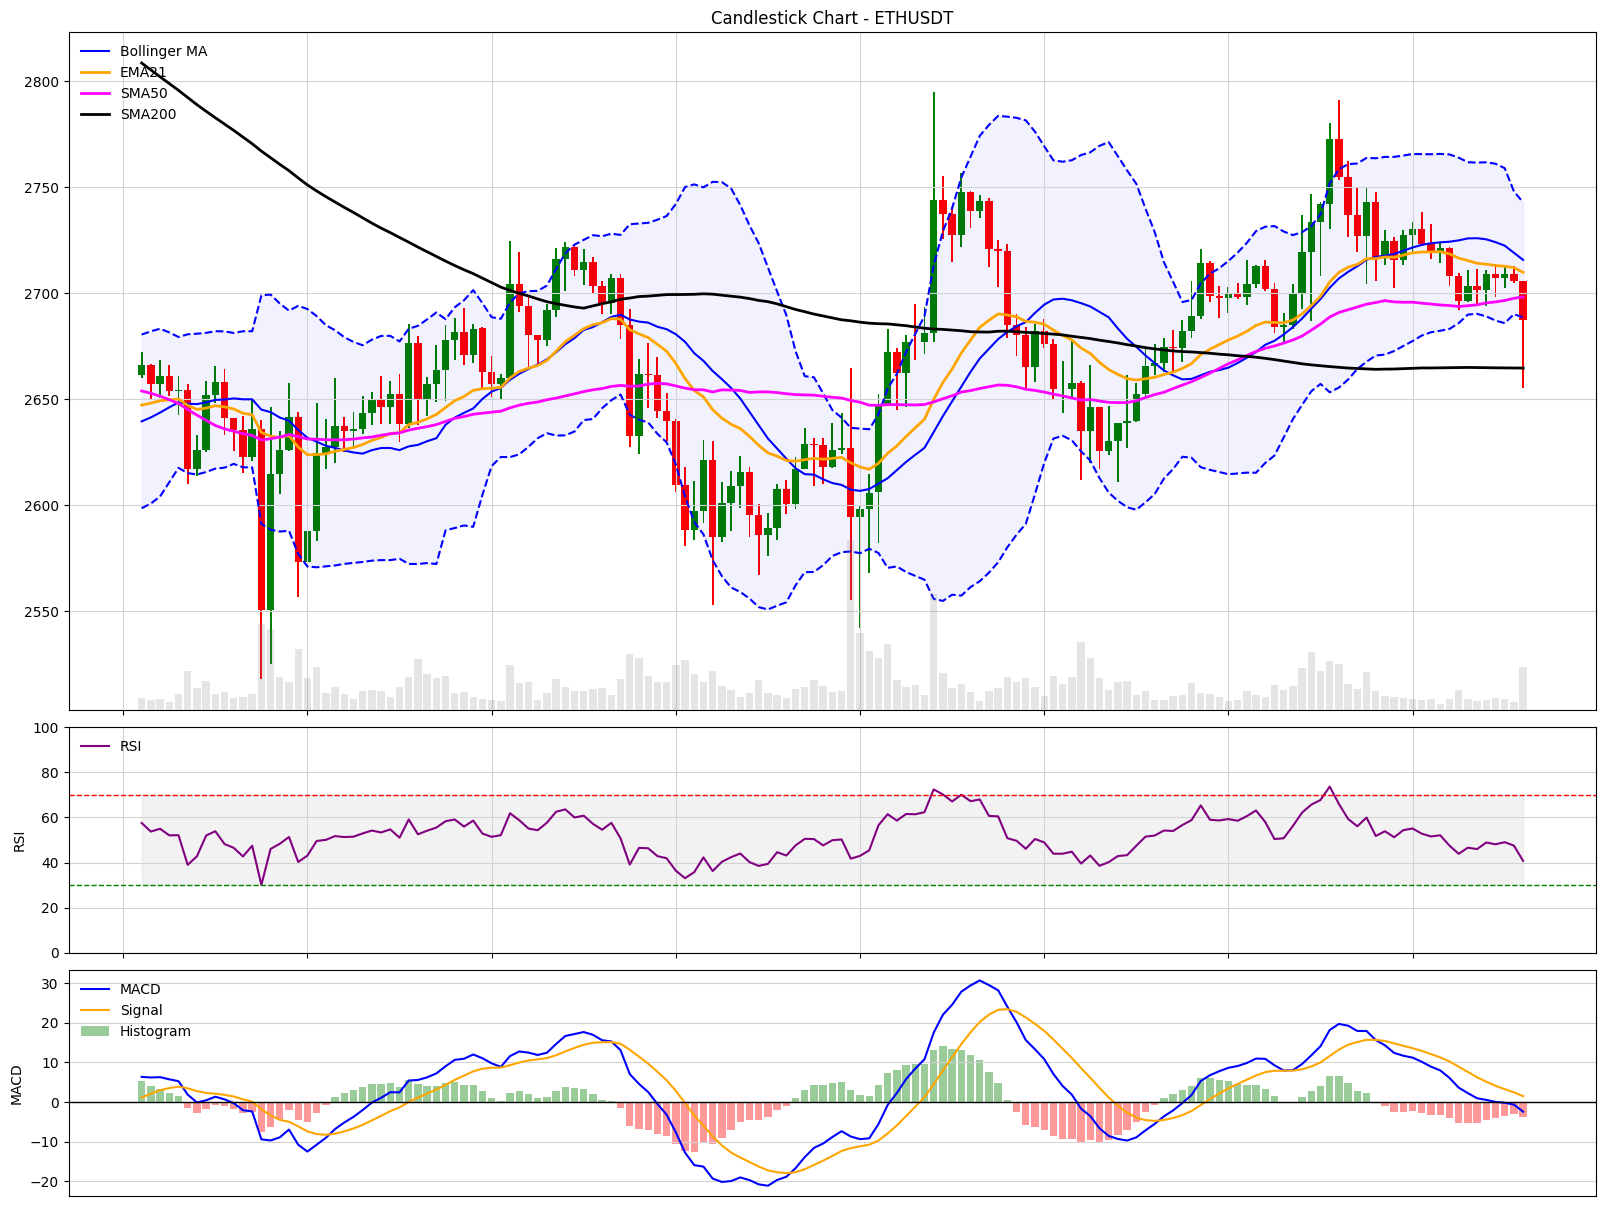 Candlestick Chart - ETHUSDT
Bollinger MA
EMA21
SMA50
SMA200
2800
2750
2700
2650
2600
2550
RSI
100
80
60
40
20
0
RSI
MACD
Signal
Histogram
30
20
10
0
−10
−20
MACD